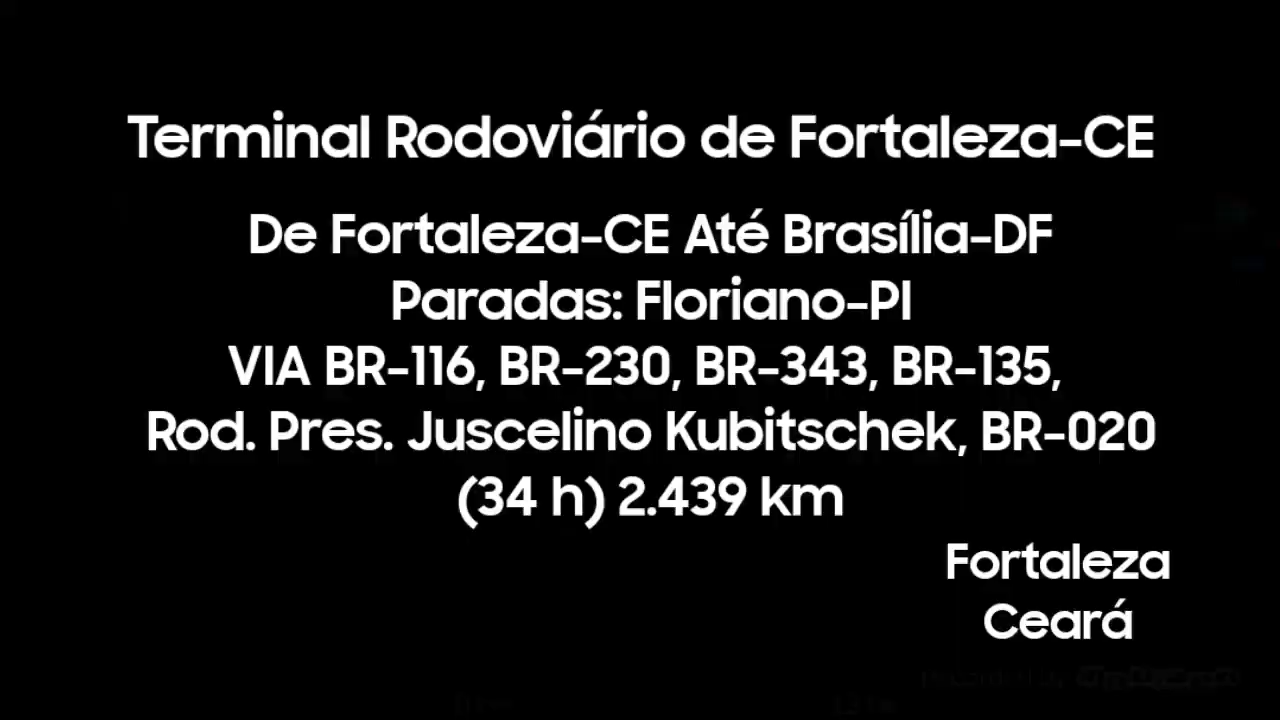 Terminal Rodoviário de Fortaleza-CE
De Fortaleza-CE Até Brasília-DF
Paradas: Floriano-PI
VIA BR-116, BR-230, BR-343, BR-135,
Rod. Pres. Juscelino Kubitschek, BR-020
(34 h) 2.439 km
Fortaleza
Ceará